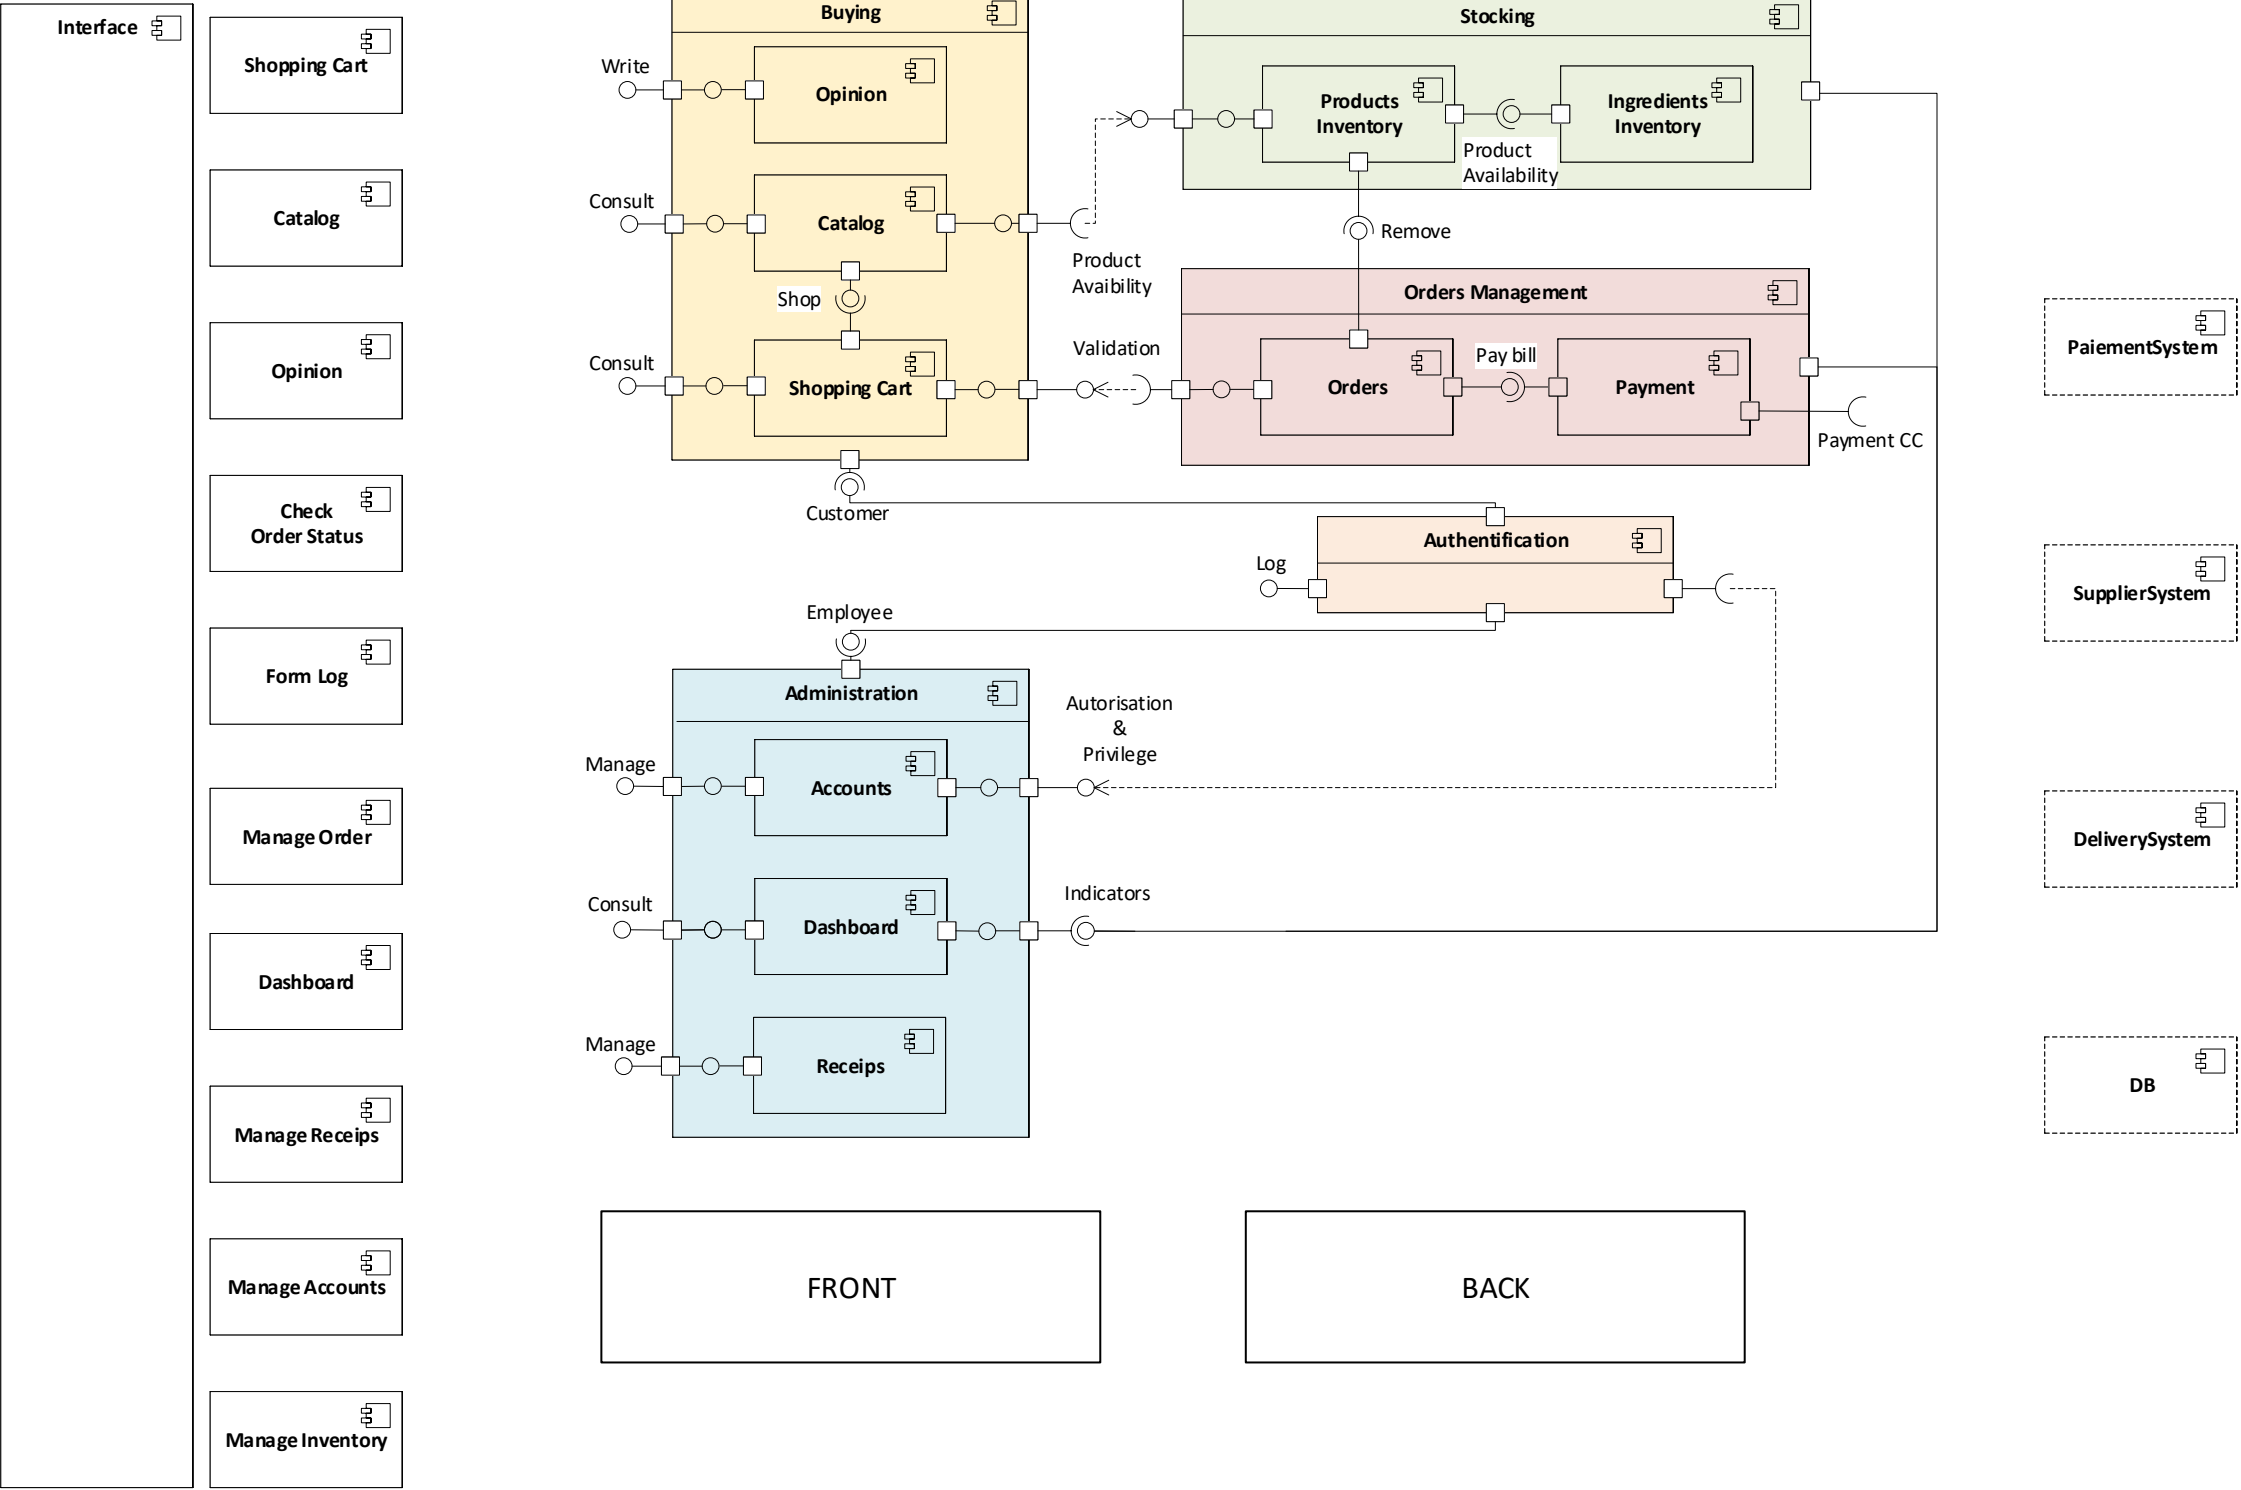 Interface
Shopping Cart
Catalog
Opinion
Check
Order Status
Form Log
Manage Order
Dashboard
Manage Receips
Manage Accounts
Manage Inventory
Buying
Write
Opinion
Consult
Catalog
Shop
Consult
Shopping Cart
Product
Avaibility
Validation
Customer
Stocking
Products
Inventory
Ingredients
Inventory
Product
Availability
Remove
Orders Management
Orders
Pay bill
Payment
Payment CC
Authentification
Log
Employee
Administration
Autorisation
&
Privilege
Manage
Accounts
Consult
Dashboard
Indicators
Manage
Receips
FRONT
BACK
PaiementSystem
SupplierSystem
DeliverySystem
DB